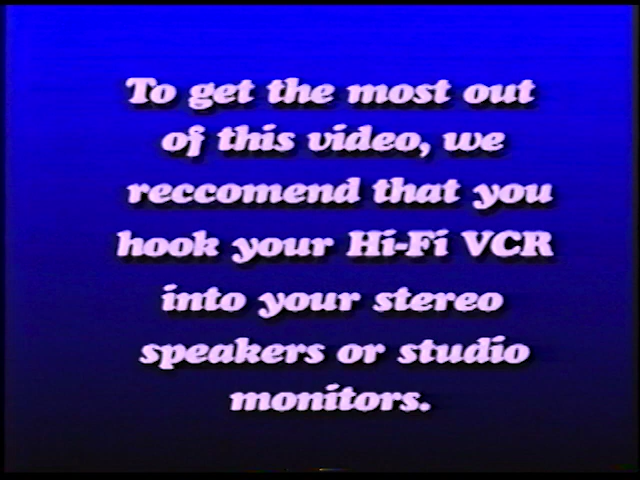 To get the most out
of this video, we
reccomend that you
hook your Hi-Fi VCR
into your stereo
speakers or studio
monitors.